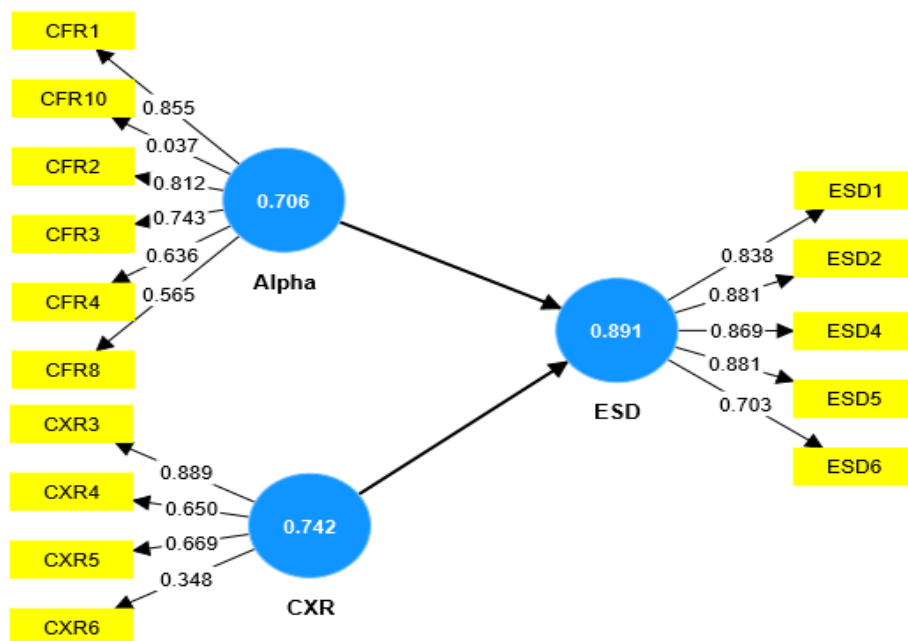 CFR1
CFR10
CFR2
CFR3
CFR4
CFR8
0.855
0.037
0.812
0.743
0.636
0.565
0.706
Alpha
CXR3
CXR4
CXR5
CXR6
0.889
0.650
0.669
0.348
0.742
CXR
0.891
ESD
0.838
0.881
0.869
0.881
0.703
ESD1
ESD2
ESD4
ESD5
ESD6